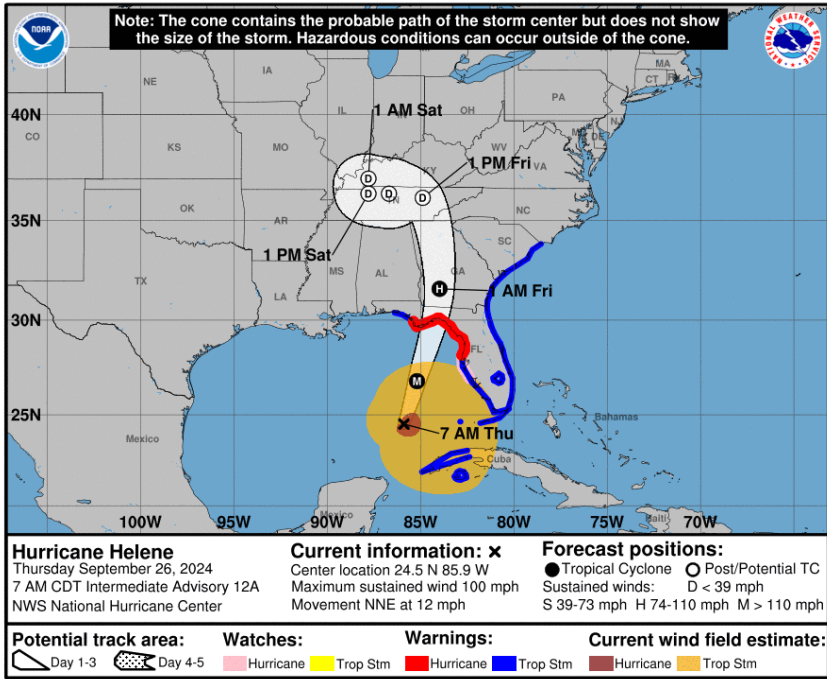 Note: The cone contains the probable path of the storm center but does not show
the size of the storm. Hazardous conditions can occur outside of the cone.
NOAA
NATIONAL WEATHER SERVICE
NE
IA
MA
CT
PA
NJ
40N
IL
OH
1 AM Sat
CO
DE
KS
MO
WV
VA
KY
1 PM Fri
D
D
D
D
TN
OK
AR
NC
35N
1 PM Sat
SC
MS
AL
GA
TX
LA
H
1 AM Fri
30N
FL
M
25N
7 AM Thu
Bahamas
Mexico
Cuba
Mexico
Haiti
100W
95W
90W
85W
80W
75W
70W
Hurricane Helene
Thursday September 26, 2024
7 AM CDT Intermediate Advisory 12A
NWS National Hurricane Center
Current information: x
Center location 24.5 N 85.9 W
Maximum sustained wind 100 mph
Movement NNE at 12 mph
Forecast positions:
Tropical Cyclone Post/Potential TC
Sustained winds: D < 39 mph
S 39-73 mph H 74-110 mph M > 110 mph
Potential track area:
Day 1-3 Day 4-5
Watches:
Hurricane Trop Stm
Warnings:
Hurricane Trop Stm
Current wind field estimate:
Hurricane Trop Stm